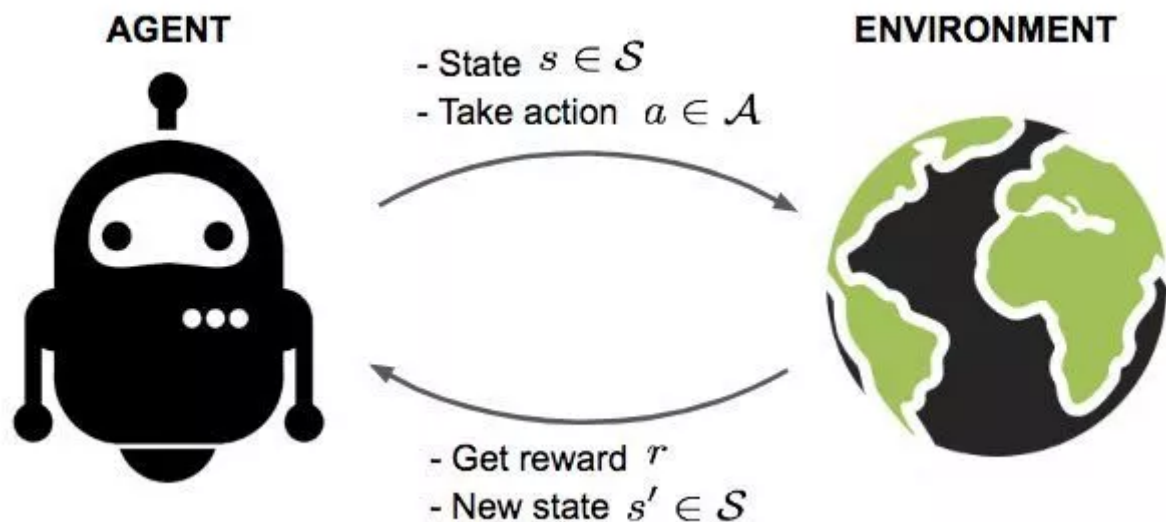 AGENT
ENVIRONMENT
- State s ∈ 𝒮
- Take action a ∈ 𝒜
- Get reward r
- New state s′ ∈ 𝒮